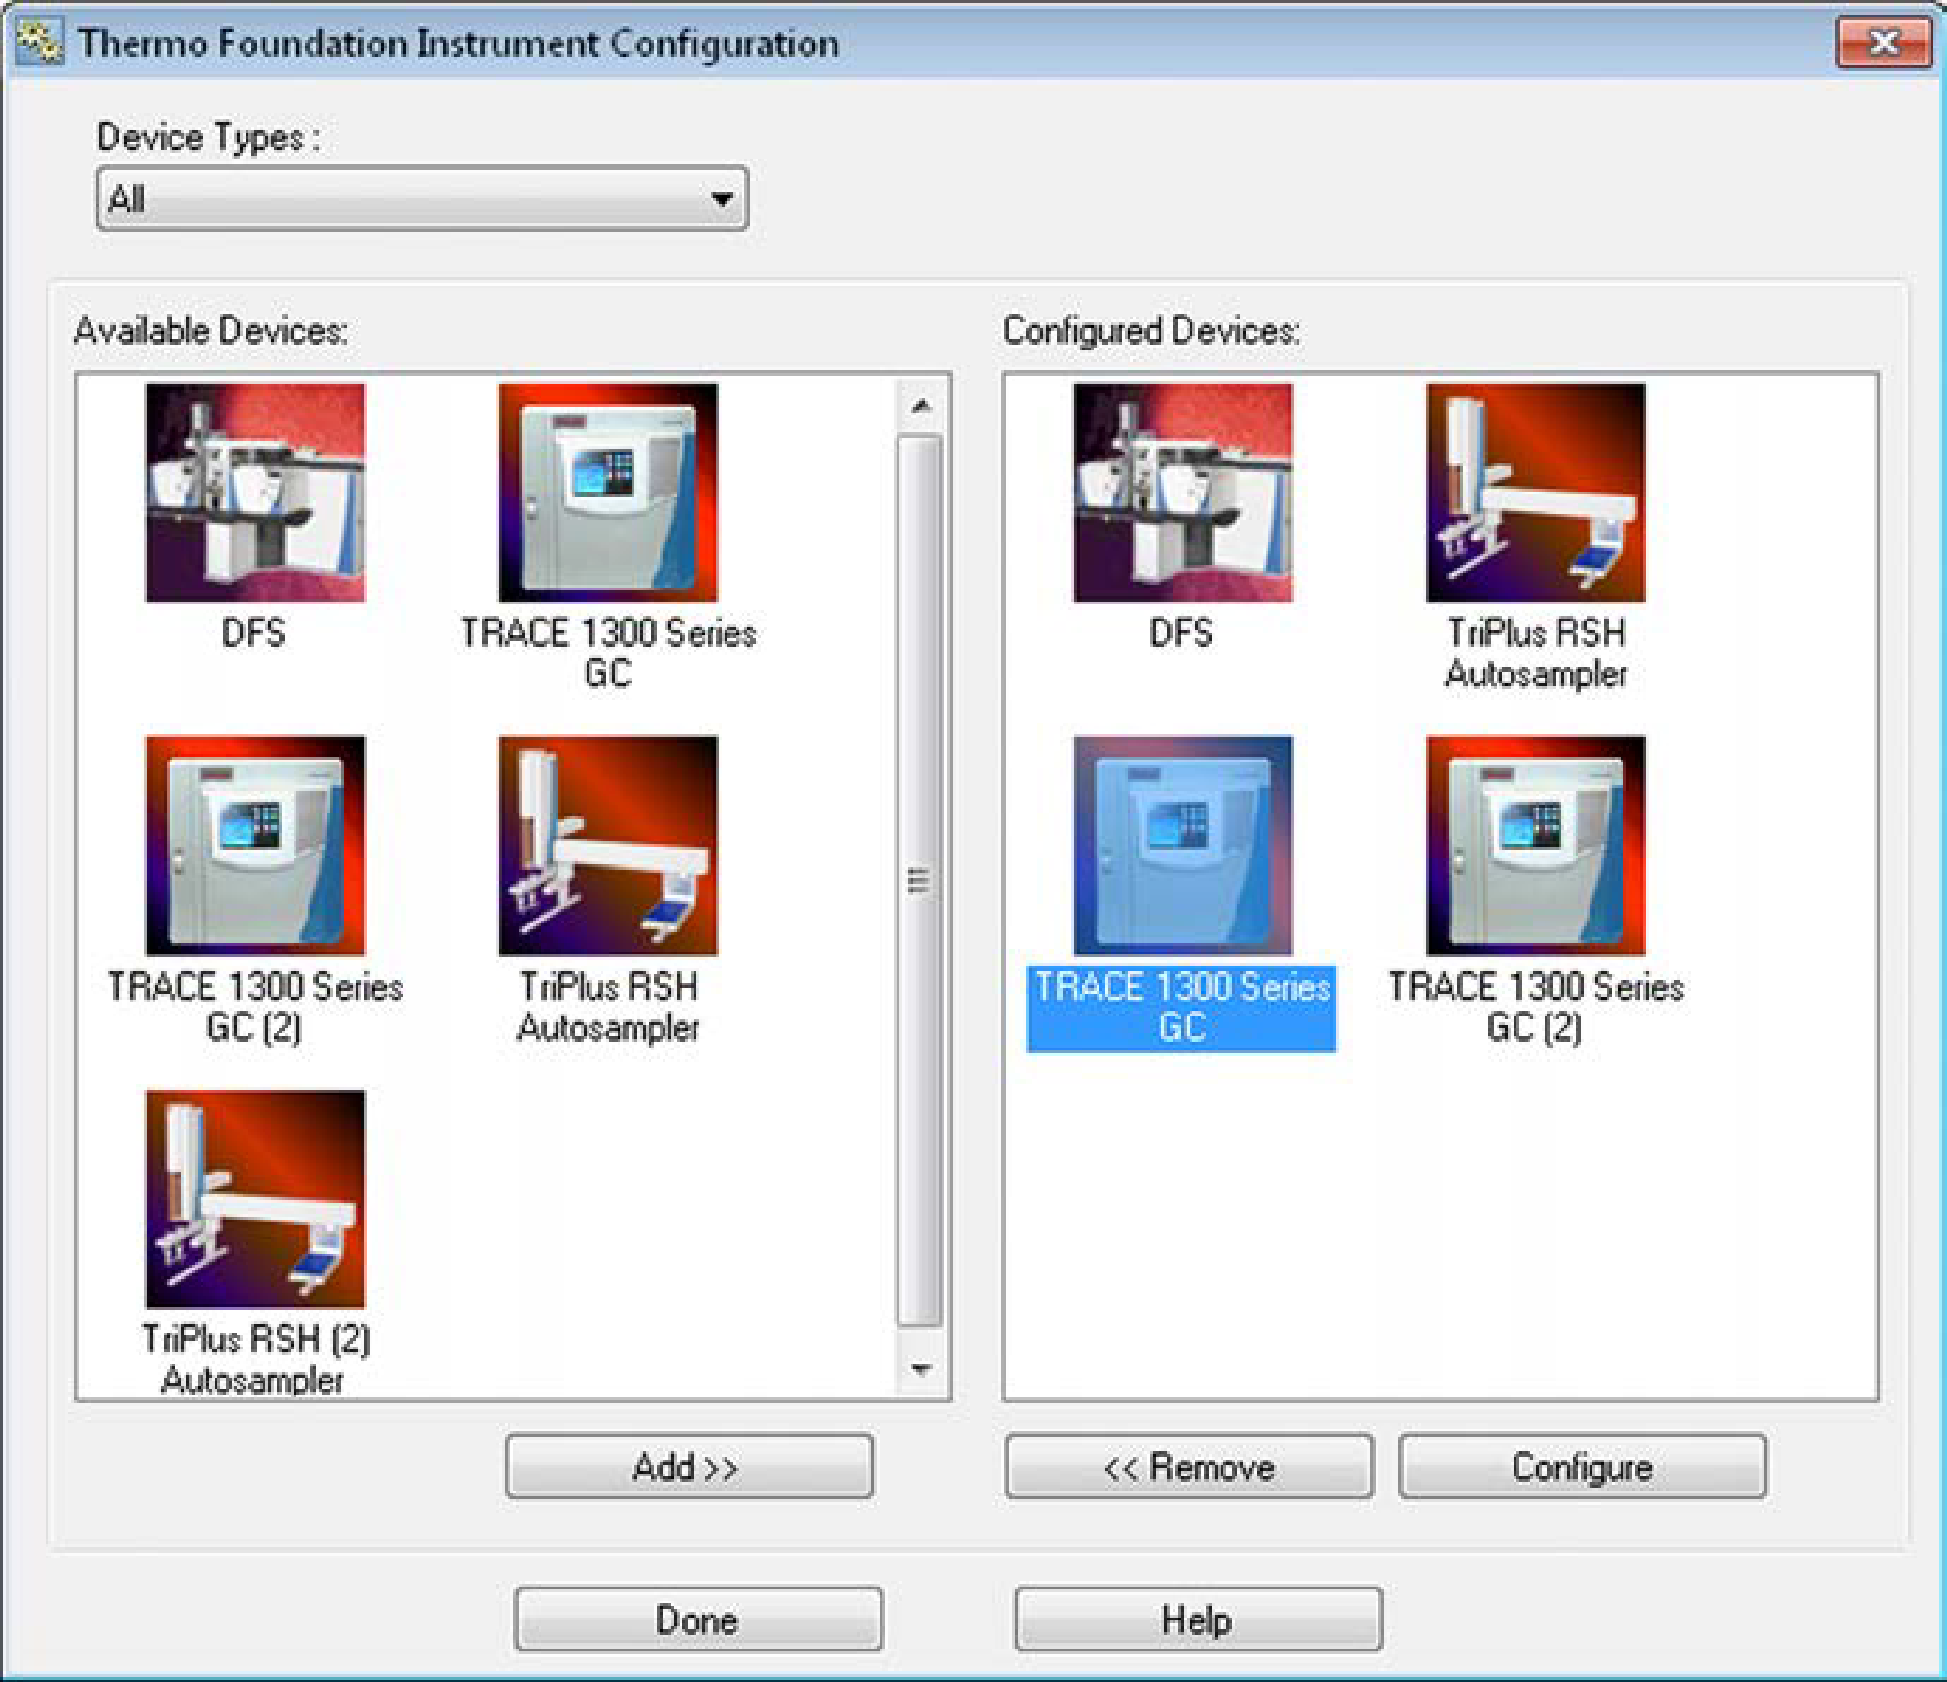 Thermo Foundation Instrument Configuration
Device Types :
All
Available Devices:
DFS
TRACE 1300 Series
GC
TRACE 1300 Series
GC (2)
TriPlus RSH
Autosampler
TriPlus RSH (2)
Autosampler
Configured Devices:
DFS
TriPlus RSH
Autosampler
TRACE 1300 Series
GC
TRACE 1300 Series
GC (2)
Add >>
<< Remove
Configure
Done
Help